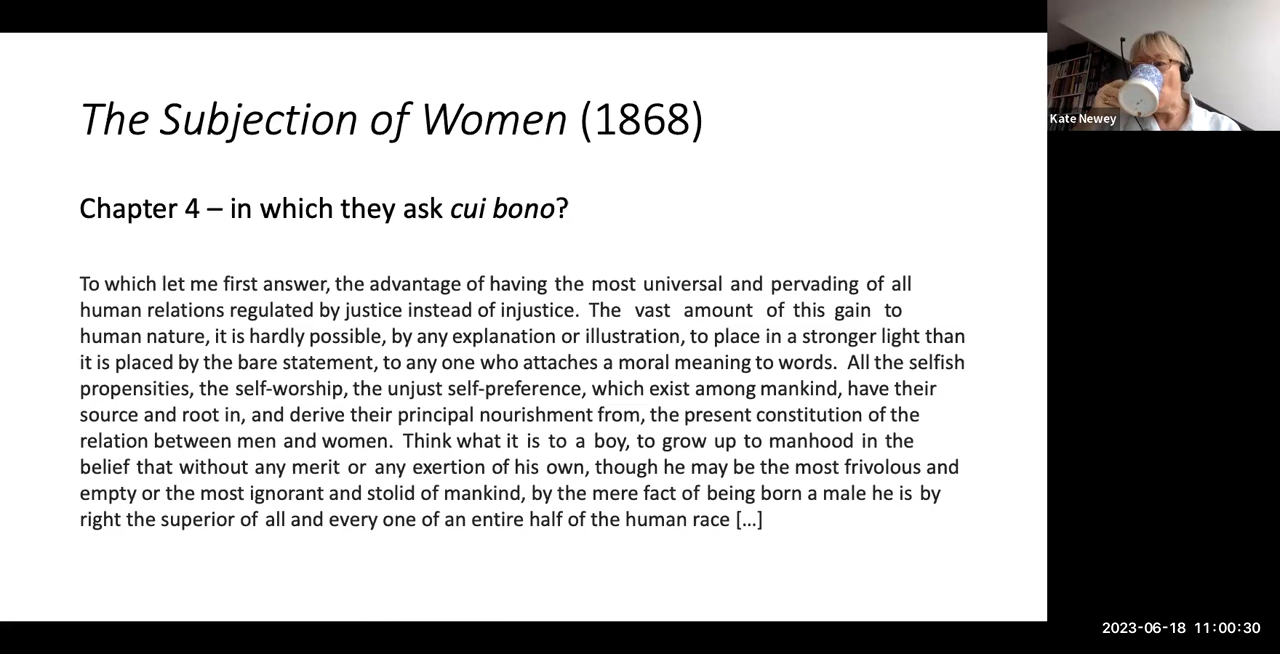 The Subjection of Women (1868)
Chapter 4 – in which they ask cui bono?
To which let me first answer, the advantage of having the most universal and pervading of all
human relations regulated by justice instead of injustice. The vast amount of this gain to
human nature, it is hardly possible, by any explanation or illustration, to place in a stronger light than
it is placed by the bare statement, to any one who attaches a moral meaning to words. All the selfish
propensities, the self-worship, the unjust self-preference, which exist among mankind, have their
source and root in, and derive their principal nourishment from, the present constitution of the
relation between men and women. Think what it is to a boy, to grow up to manhood in the
belief that without any merit or any exertion of his own, though he may be the most frivolous and
empty or the most ignorant and stolid of mankind, by the mere fact of being born a male he is by
right the superior of all and every one of an entire half of the human race […]
Kate Newey
2023-06-18 11:00:30